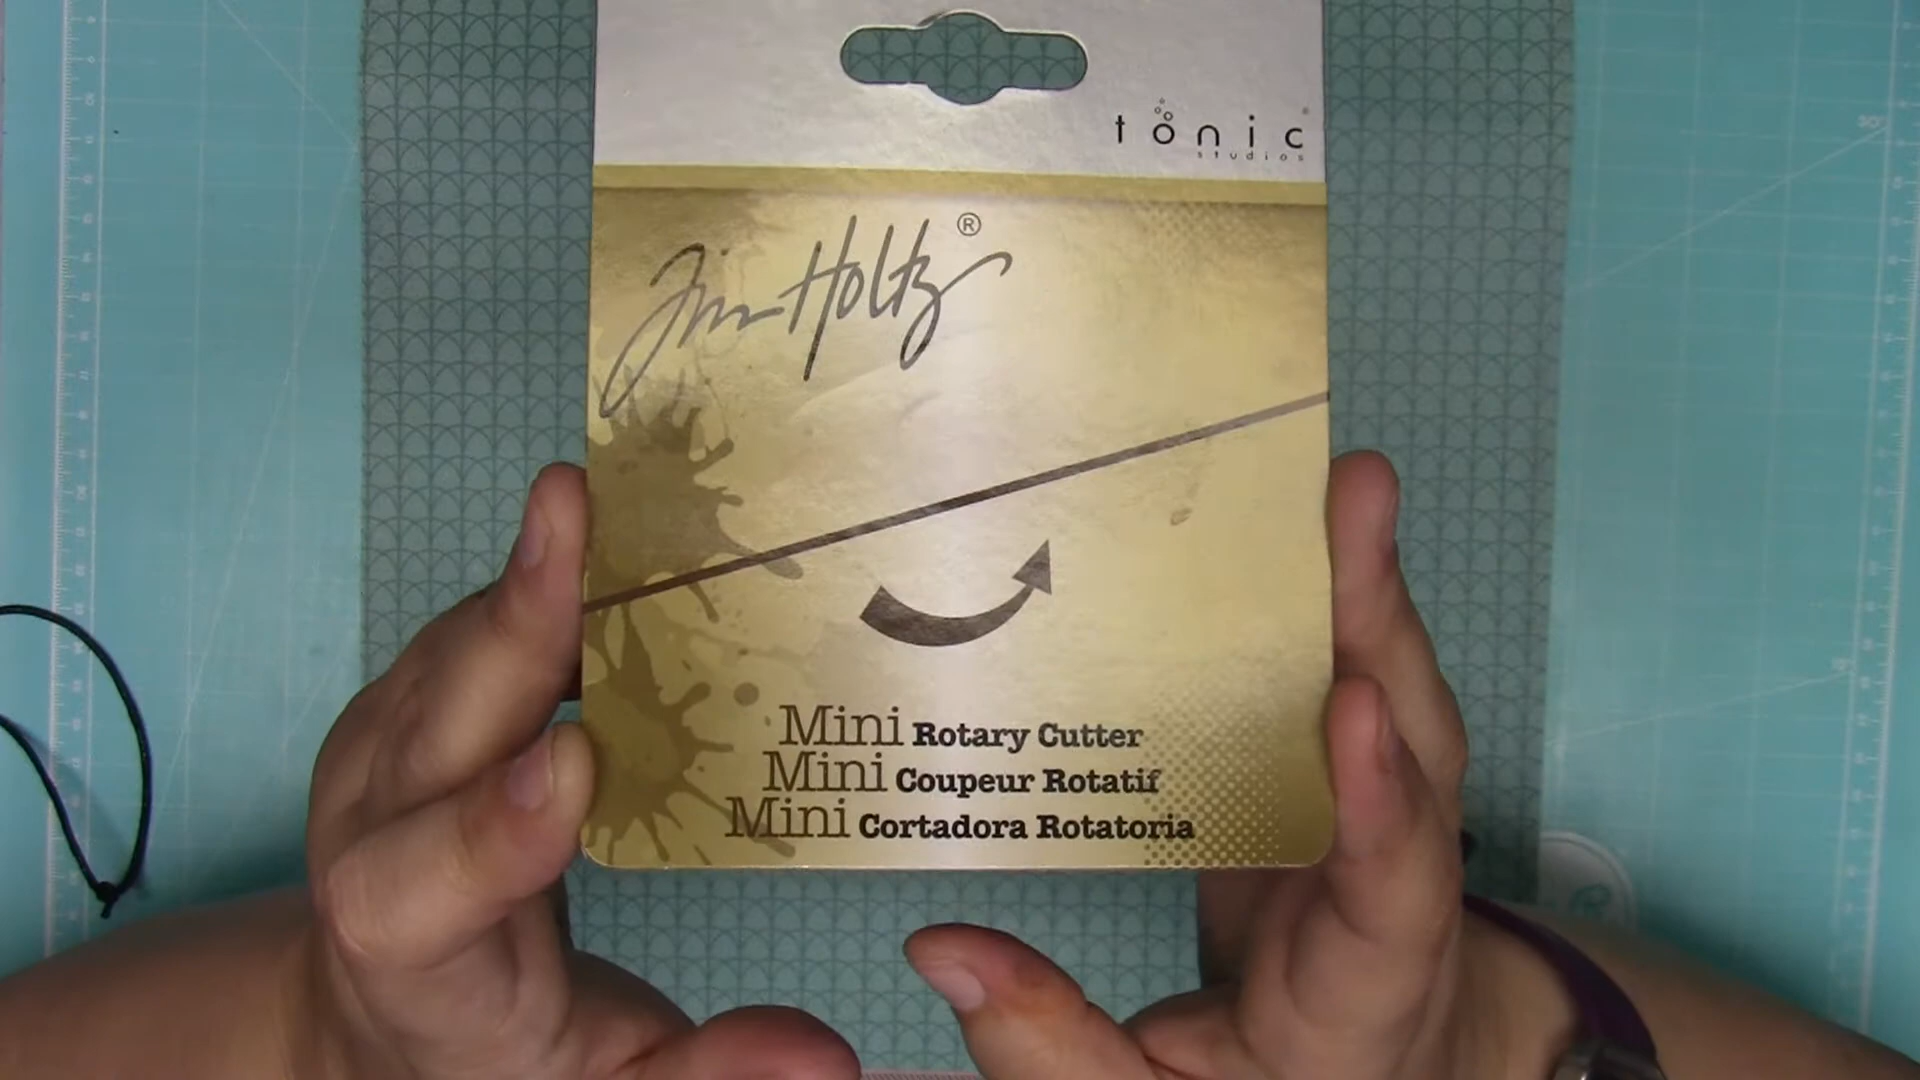 tonic®
studios
Tim Holtz®
Mini Rotary Cutter
Mini Coupeur Rotatif
Mini Cortadora Rotatoria